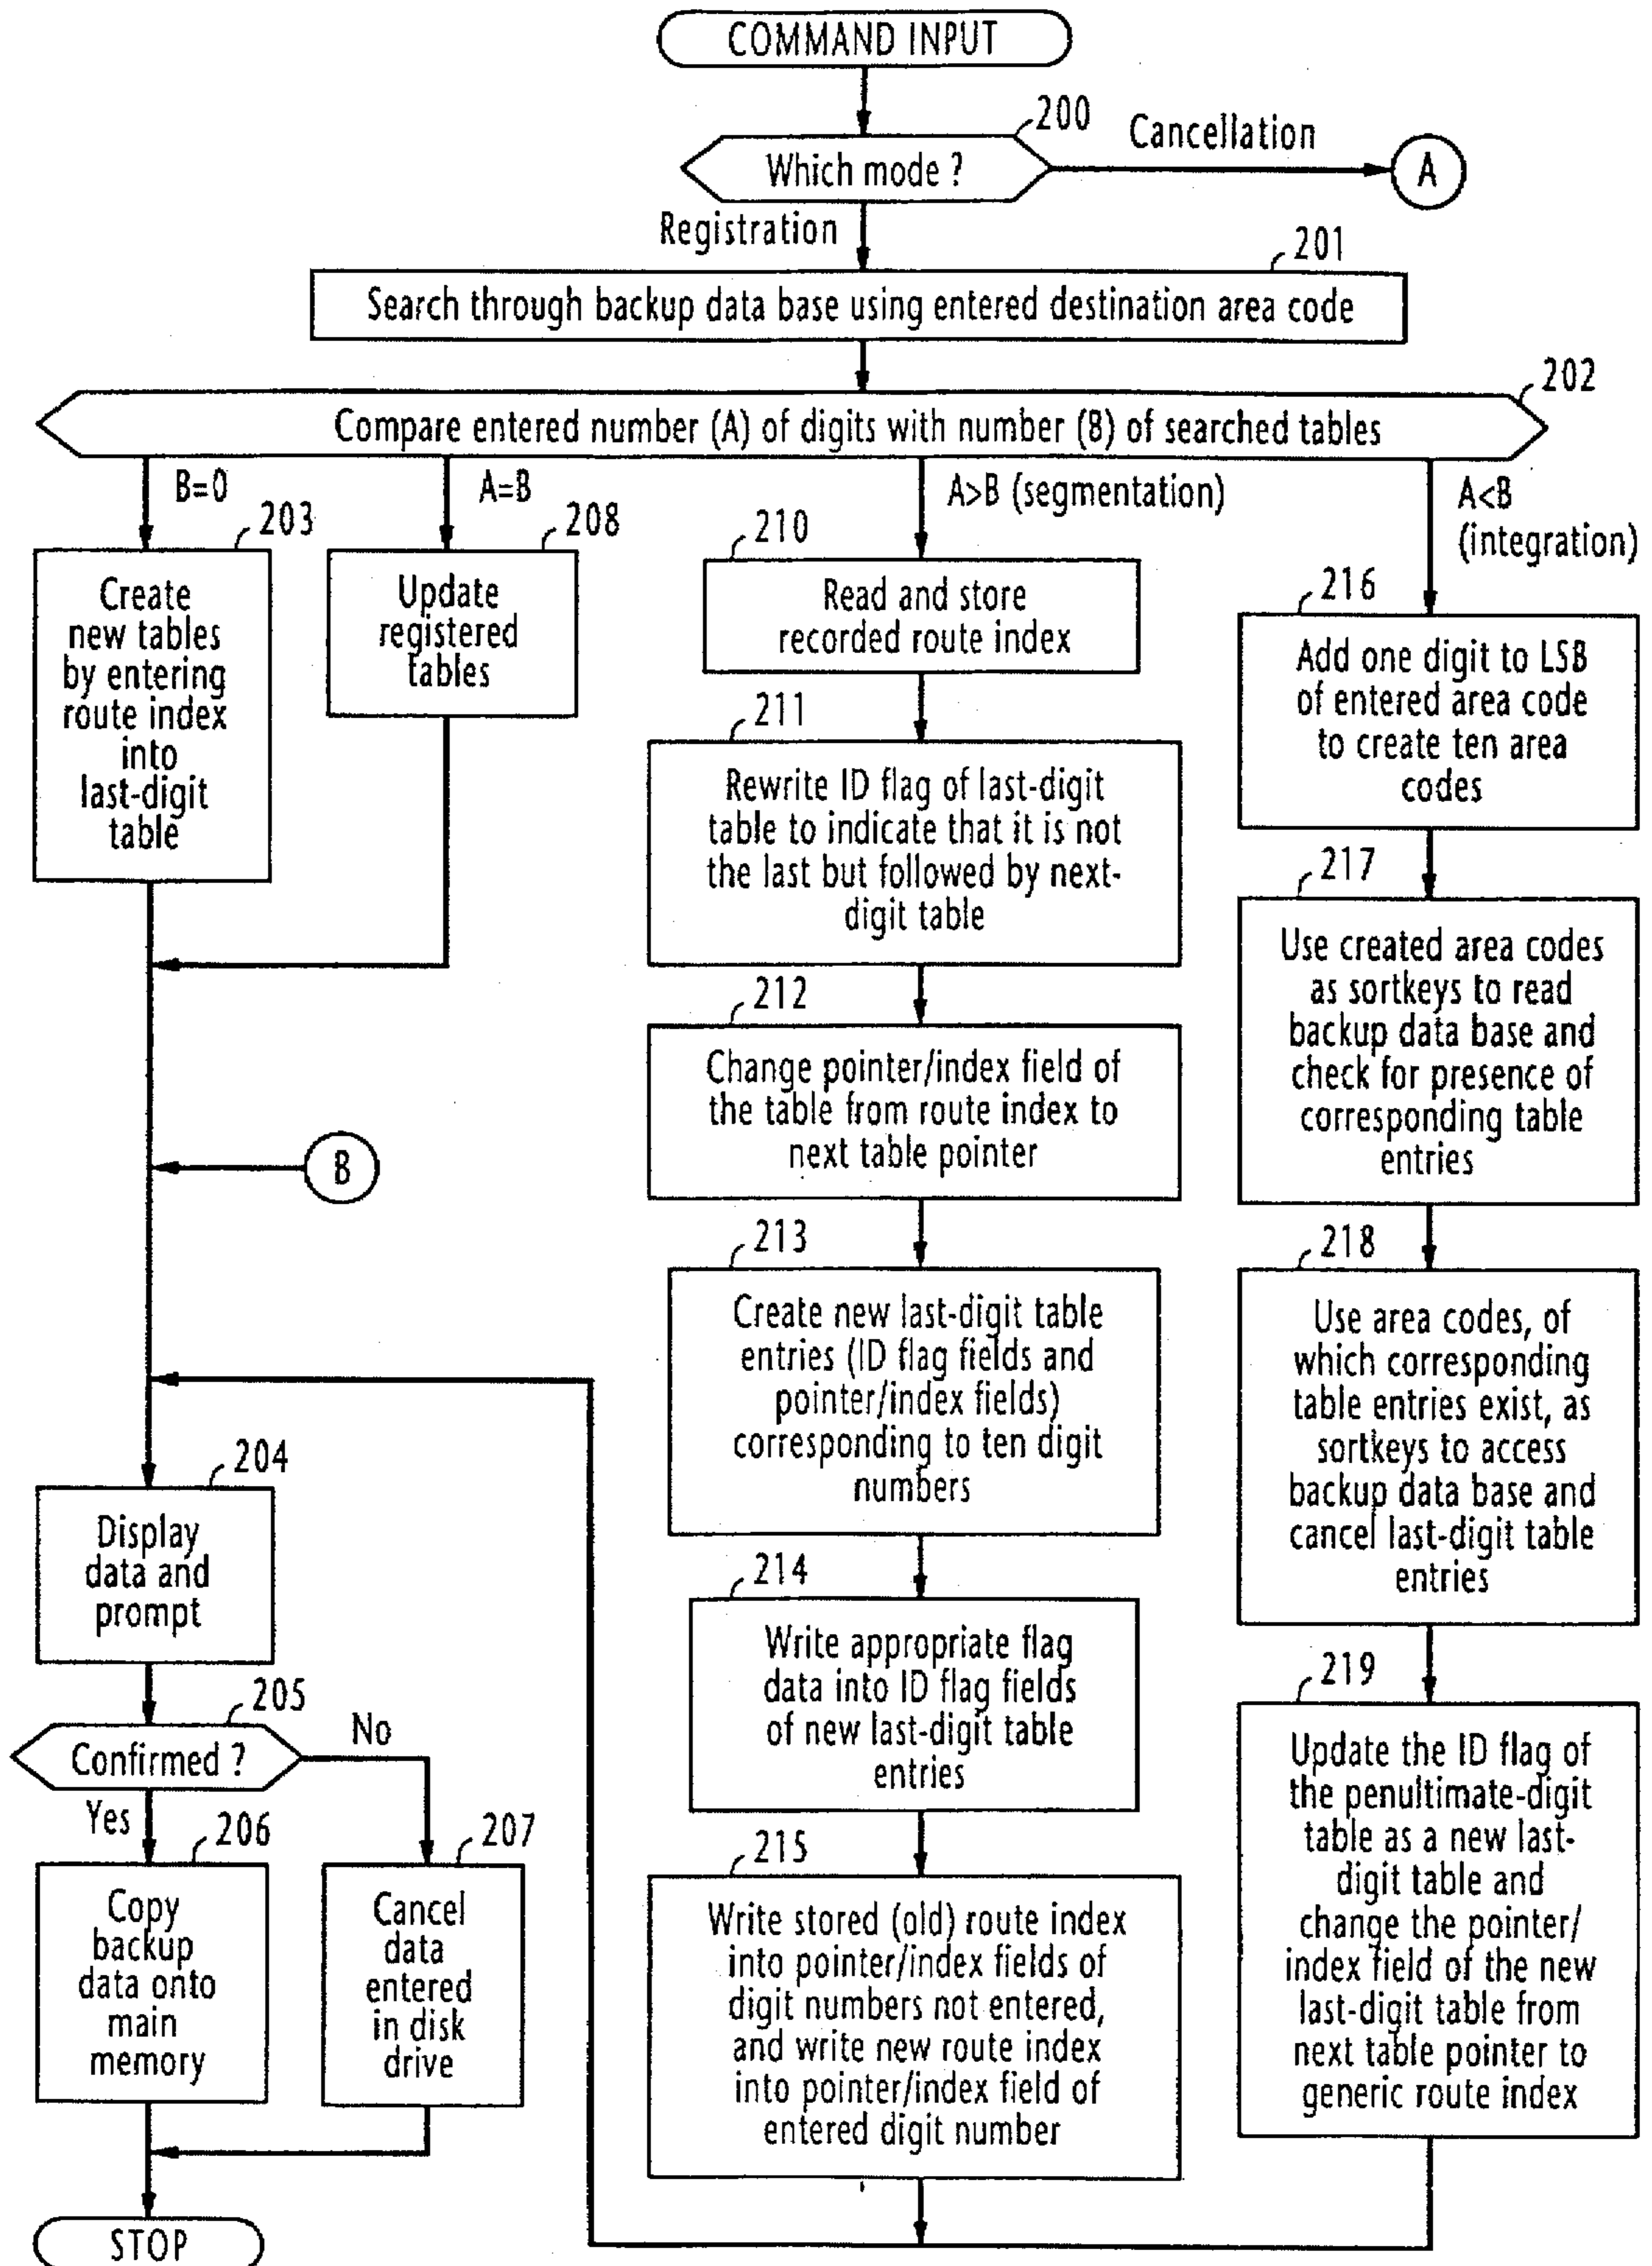 COMMAND INPUT
200
Cancellation
Which mode ?
A
Registration
201
Search through backup data base using entered destination area code
202
Compare entered number (A) of digits with number (B) of searched tables
B=0
A=B
A>B (segmentation)
A<B
(integration)
203
Create
new tables
by entering
route index
into
last-digit
table
208
Update
registered
tables
210
Read and store
recorded route index
211
Rewrite ID flag of last-digit
table to indicate that it is not
the last but followed by next-
digit table
212
Change pointer/index field of
the table from route index to
next table pointer
213
Create new last-digit table
entries (ID flag fields and
pointer/index fields)
corresponding to ten digit
numbers
214
Write appropriate flag
data into ID flag fields
of new last-digit table
entries
215
Write stored (old) route index
into pointer/index fields of
digit numbers not entered,
and write new route index
into pointer/index field of
entered digit number
216
Add one digit to LSB
of entered area code
to create ten area
codes
217
Use created area codes
as sortkeys to read
backup data base and
check for presence of
corresponding table
entries
218
Use area codes, of
which corresponding
table entries exist, as
sortkeys to access
backup data base and
cancel last-digit table
entries
219
Update the ID flag of
the penultimate-digit
table as a new last-
digit table and
change the pointer/
index field of the new
last-digit table from
next table pointer to
generic route index
B
204
Display
data and
prompt
205
Confirmed ?
No
Yes
206
Copy
backup
data onto
main
memory
207
Cancel
data
entered
in disk
drive
STOP